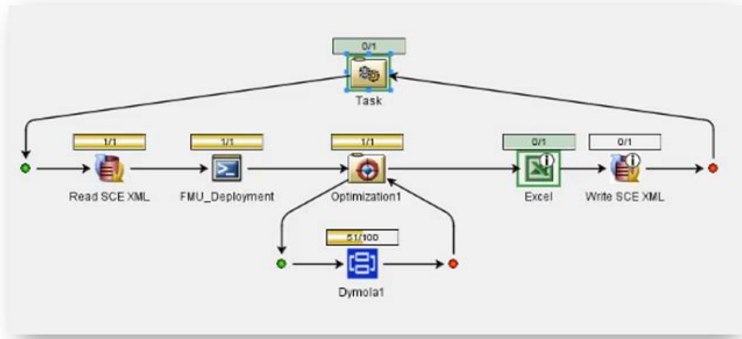 0/1
Task
1/1
1/1
1/1
0/1
0/1
Read SCE XML
FMU_Deployment
Optimization1
Excel
Write SCE XML
51/100
Dymola1